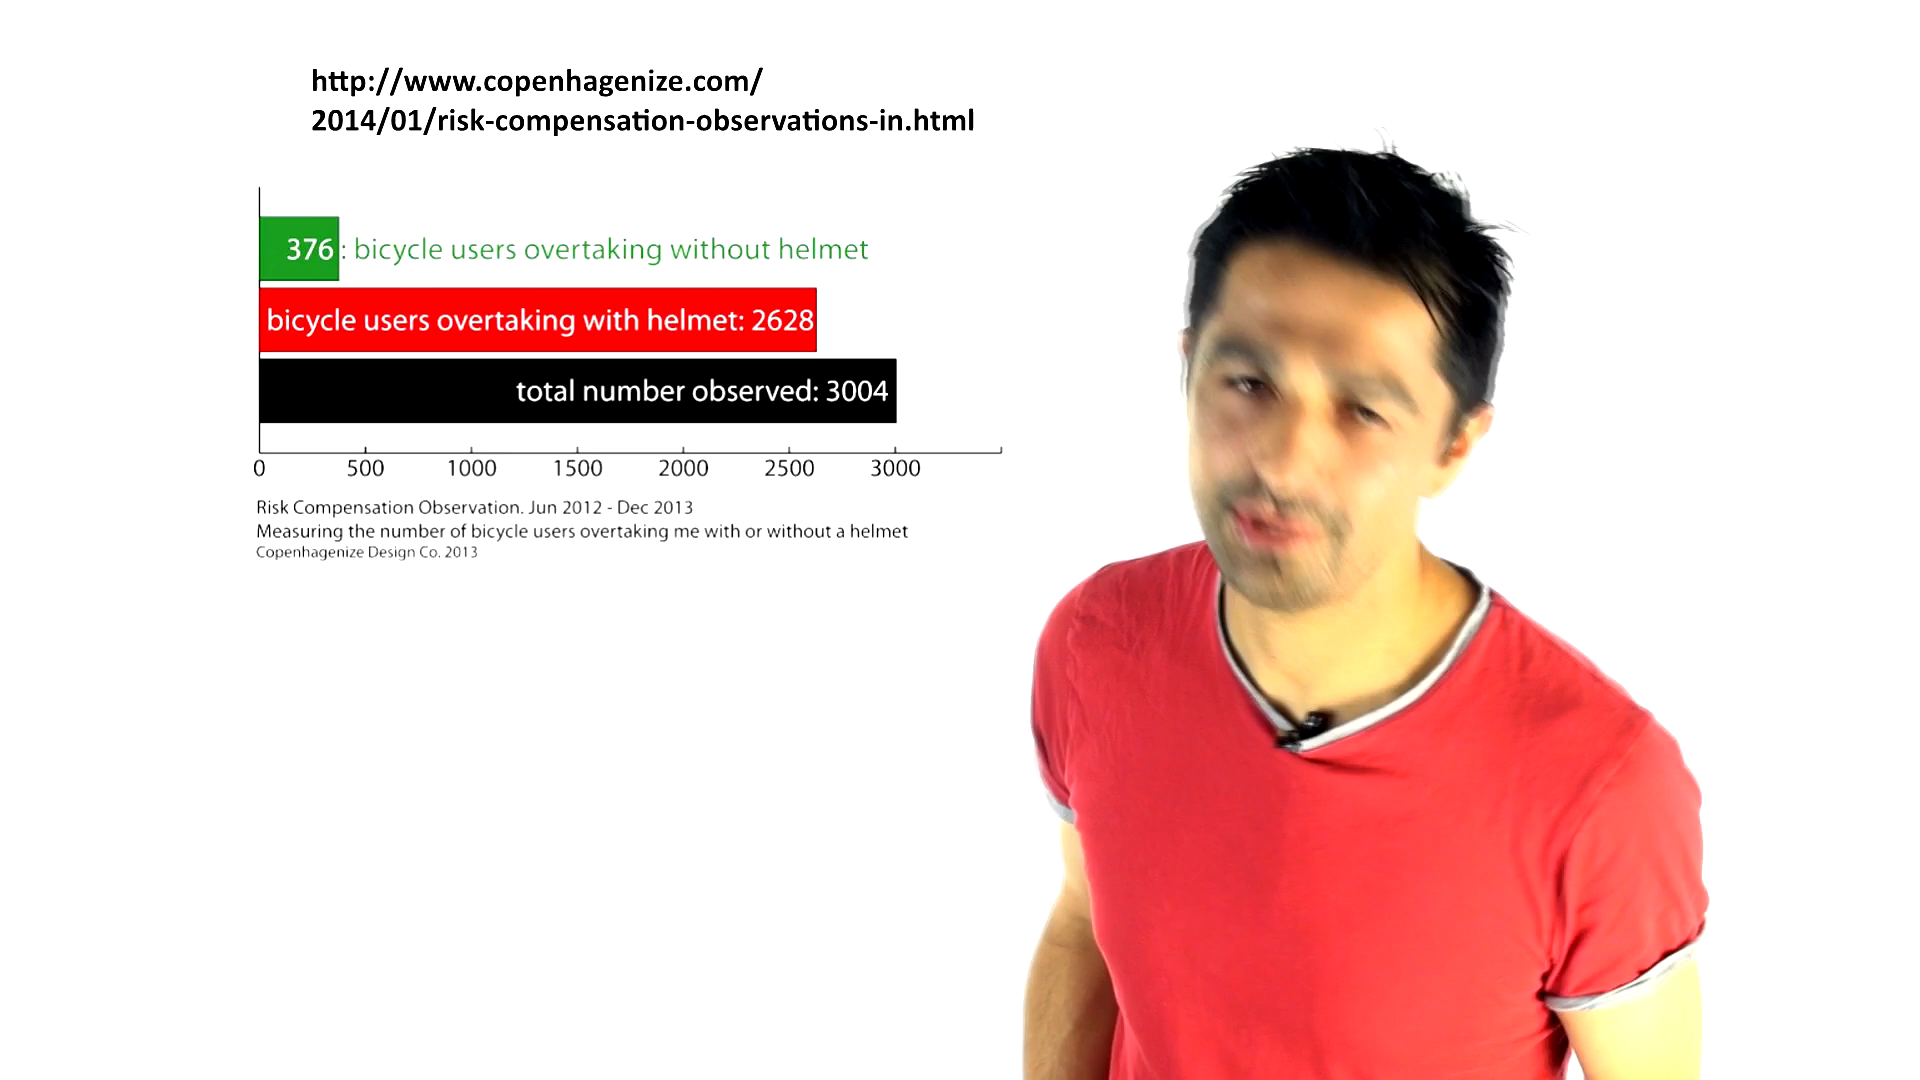 http://www.copenhagenize.com/
2014/01/risk-compensation-observations-in.html
376: bicycle users overtaking without helmet
bicycle users overtaking with helmet: 2628
total number observed: 3004
0 500 1000 1500 2000 2500 3000
Risk Compensation Observation. Jun 2012 - Dec 2013
Measuring the number of bicycle users overtaking me with or without a helmet
Copenhagenize Design Co. 2013